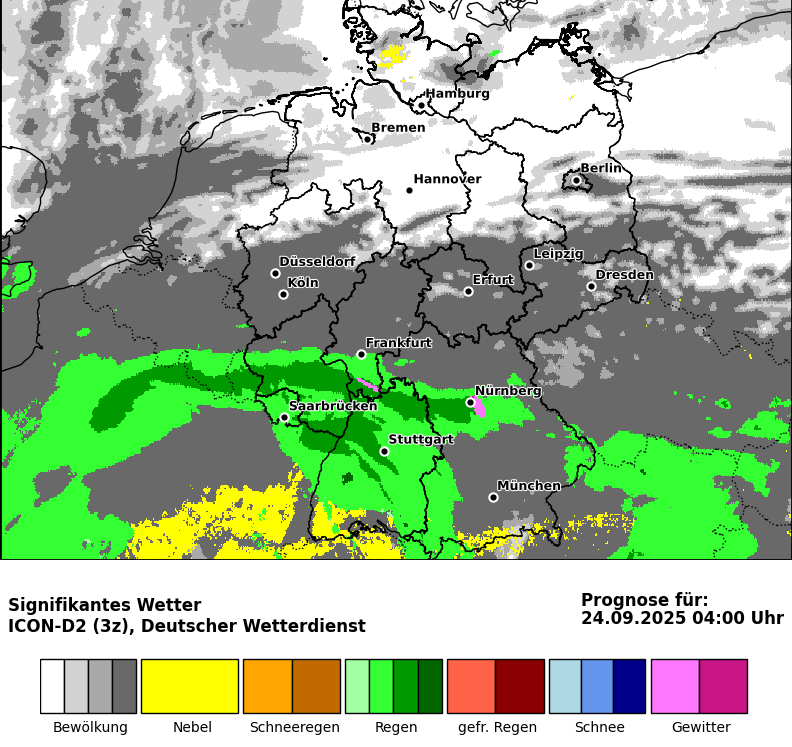 Hamburg
Bremen
Berlin
Hannover
Düsseldorf
Leipzig
Köln
Erfurt
Dresden
Frankfurt
Nürnberg
Saarbrücken
Stuttgart
München
Signifikantes Wetter
ICON-D2 (3z), Deutscher Wetterdienst
Prognose für:
24.09.2025 04:00 Uhr
Bewölkung
Nebel
Schneeregen
Regen
gefr. Regen
Schnee
Gewitter